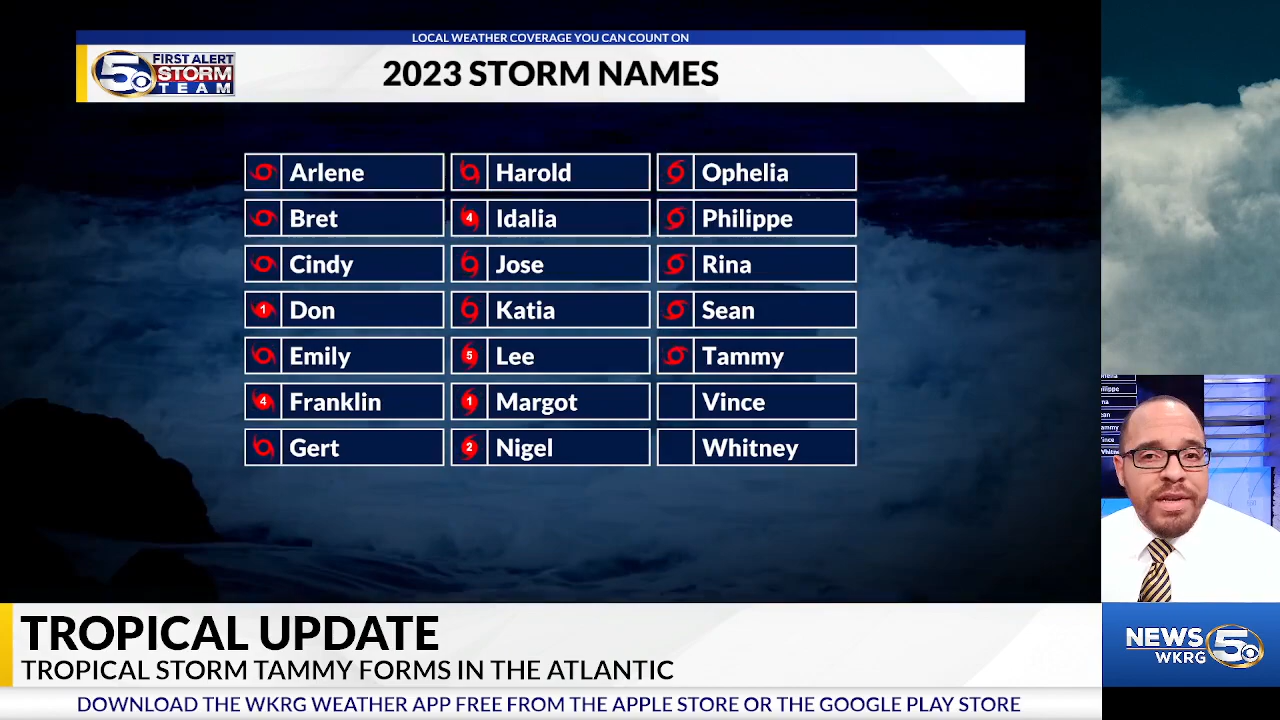 LOCAL WEATHER COVERAGE YOU CAN COUNT ON
5
FIRST ALERT
STORM
TEAM
2023 STORM NAMES
Arlene
Bret
Cindy
1 Don
Emily
4 Franklin
Gert
Harold
4 Idalia
Jose
Katia
5 Lee
1 Margot
2 Nigel
Ophelia
Philippe
Rina
Sean
Tammy
Vince
Whitney
TROPICAL UPDATE
TROPICAL STORM TAMMY FORMS IN THE ATLANTIC
DOWNLOAD THE WKRG WEATHER APP FREE FROM THE APPLE STORE OR THE GOOGLE PLAY STORE
NEWS 5
WKRG